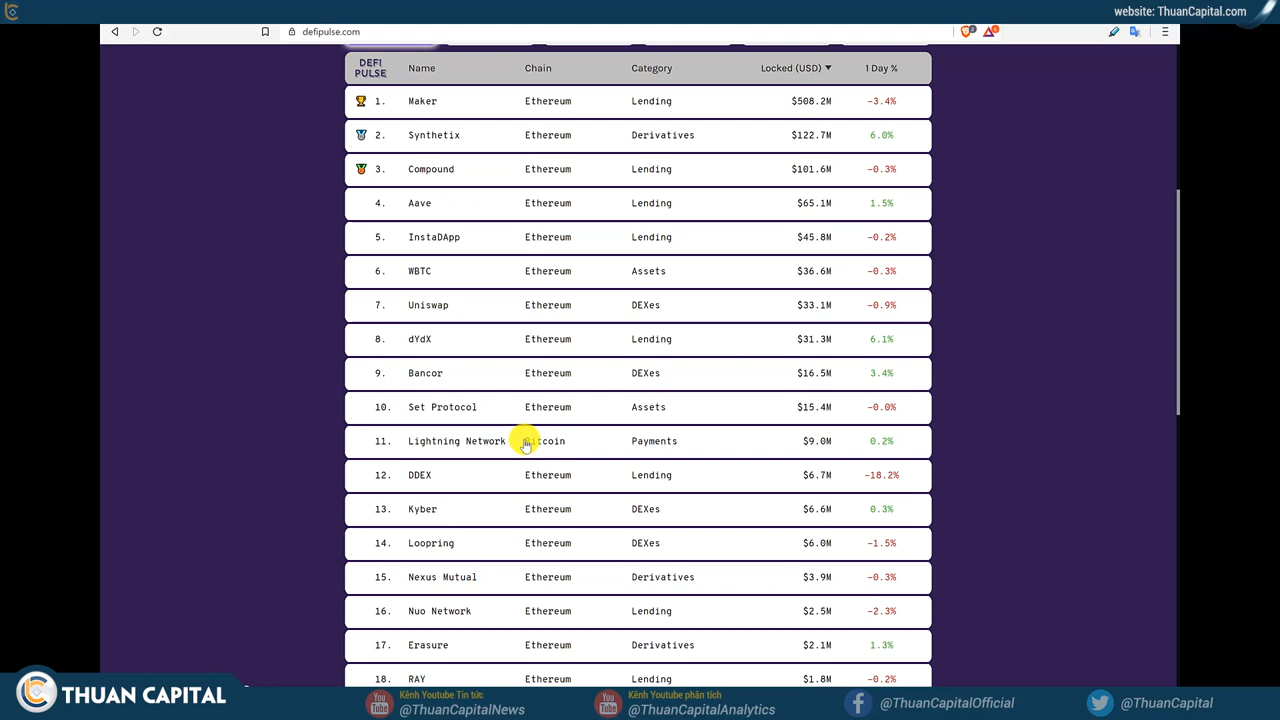 website: ThuanCapital.com
defipulse.com
DEFI PULSE Name Chain Category Locked (USD) 1 Day %
1. Maker Ethereum Lending $508.2M -3.4%
2. Synthetix Ethereum Derivatives $122.7M 6.0%
3. Compound Ethereum Lending $101.6M -0.3%
4. Aave Ethereum Lending $65.1M 1.5%
5. InstaDApp Ethereum Lending $45.8M -0.2%
6. WBTC Ethereum Assets $36.6M -0.3%
7. Uniswap Ethereum DEXes $33.1M -0.9%
8. dYdX Ethereum Lending $31.3M 6.1%
9. Bancor Ethereum DEXes $16.5M 3.4%
10. Set Protocol Ethereum Assets $15.4M -0.0%
11. Lightning Network Bitcoin Payments $9.0M 0.2%
12. DDEX Ethereum Lending $6.7M -18.2%
13. Kyber Ethereum DEXes $6.6M 0.3%
14. Loopring Ethereum DEXes $6.0M -1.5%
15. Nexus Mutual Ethereum Derivatives $3.9M -0.3%
16. Nuo Network Ethereum Lending $2.5M -2.3%
17. Erasure Ethereum Derivatives $2.1M 1.3%
18. RAY Ethereum Lending $1.8M -0.2%
THUAN CAPITAL
You Tube
Kênh Youtube Tin tức
@ThuanCapitalNews
You Tube
Kênh Youtube phân tích
@ThuanCapitalAnalytics
@ThuanCapitalOfficial
@ThuanCapital